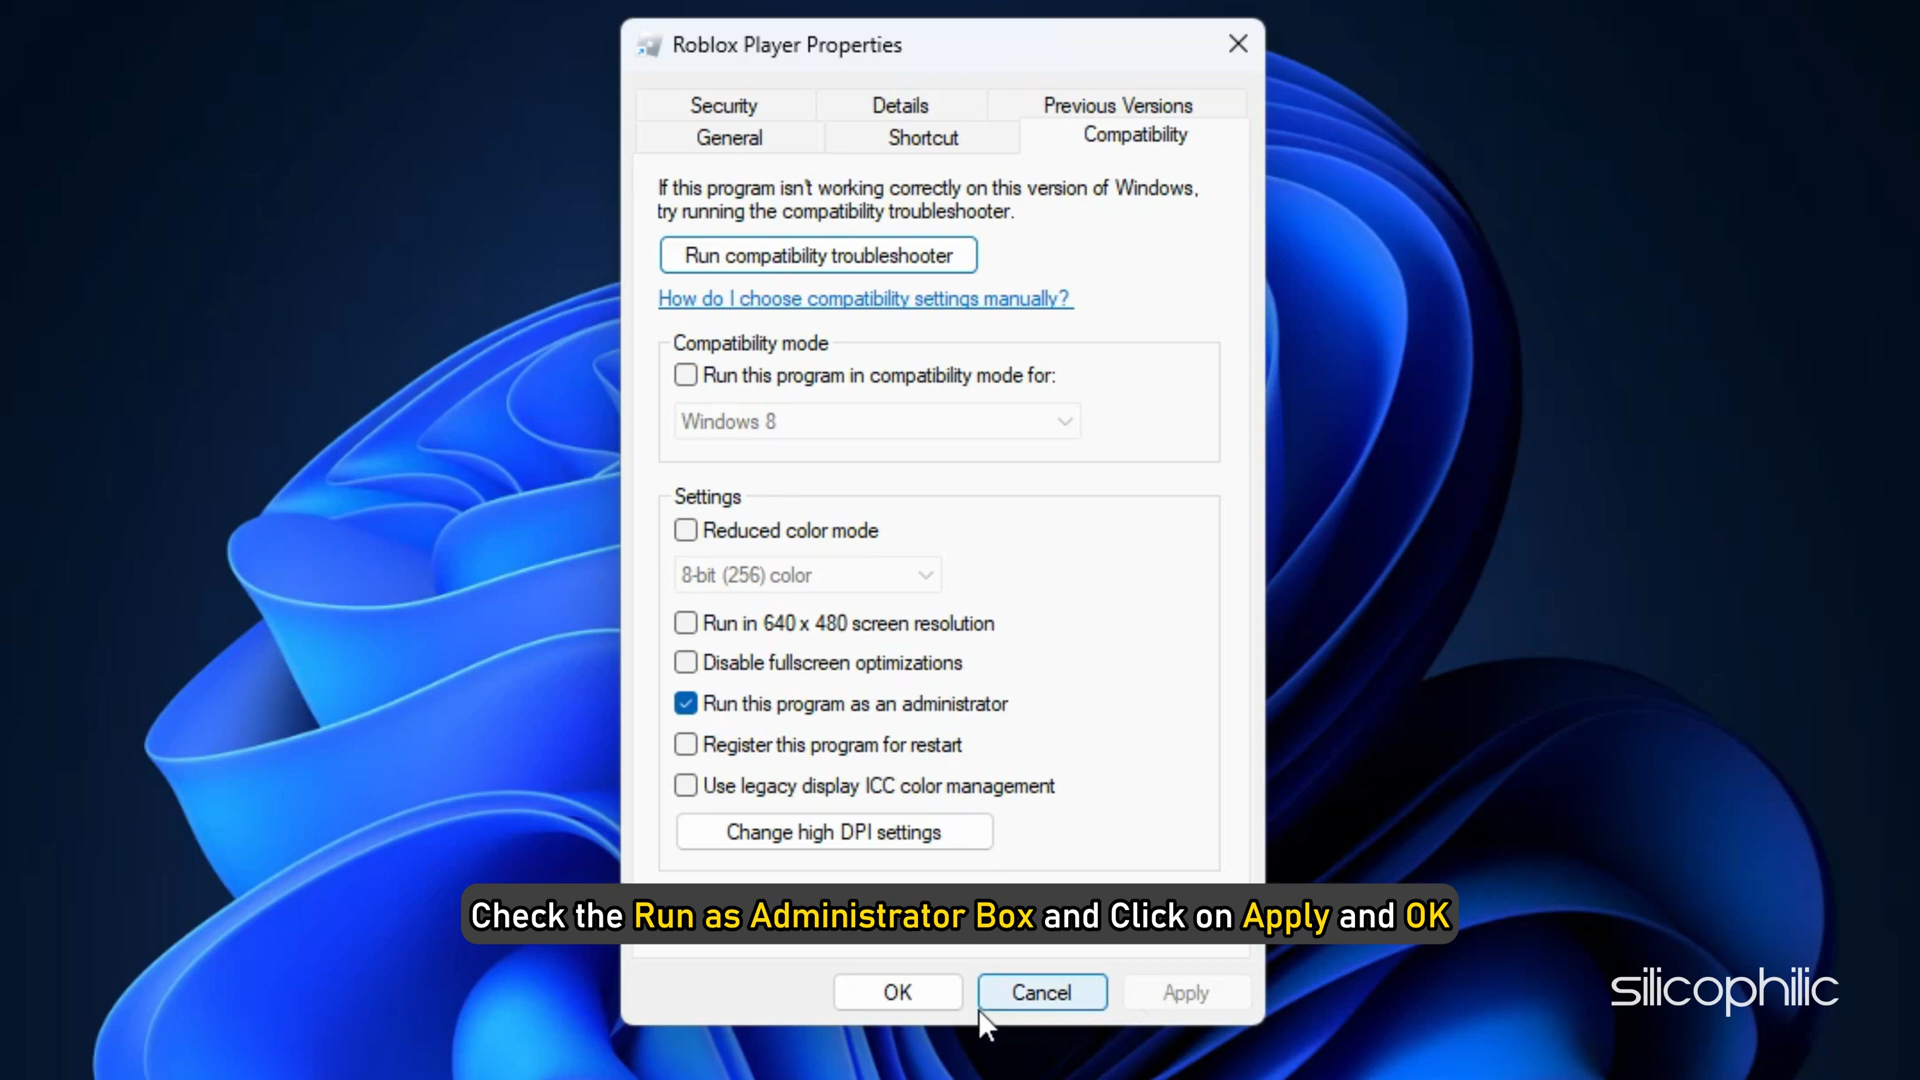 Roblox Player Properties
Security
Details
Previous Versions
General
Shortcut
Compatibility
If this program isn't working correctly on this version of Windows,
try running the compatibility troubleshooter.
Run compatibility troubleshooter
How do I choose compatibility settings manually?
Compatibility mode
Run this program in compatibility mode for:
Windows 8
Settings
Reduced color mode
8-bit (256) color
Run in 640 x 480 screen resolution
Disable fullscreen optimizations
Run this program as an administrator
Register this program for restart
Use legacy display ICC color management
Change high DPI settings
Check the Run as Administrator Box and Click on Apply and OK
OK
Cancel
Apply
silicophilic